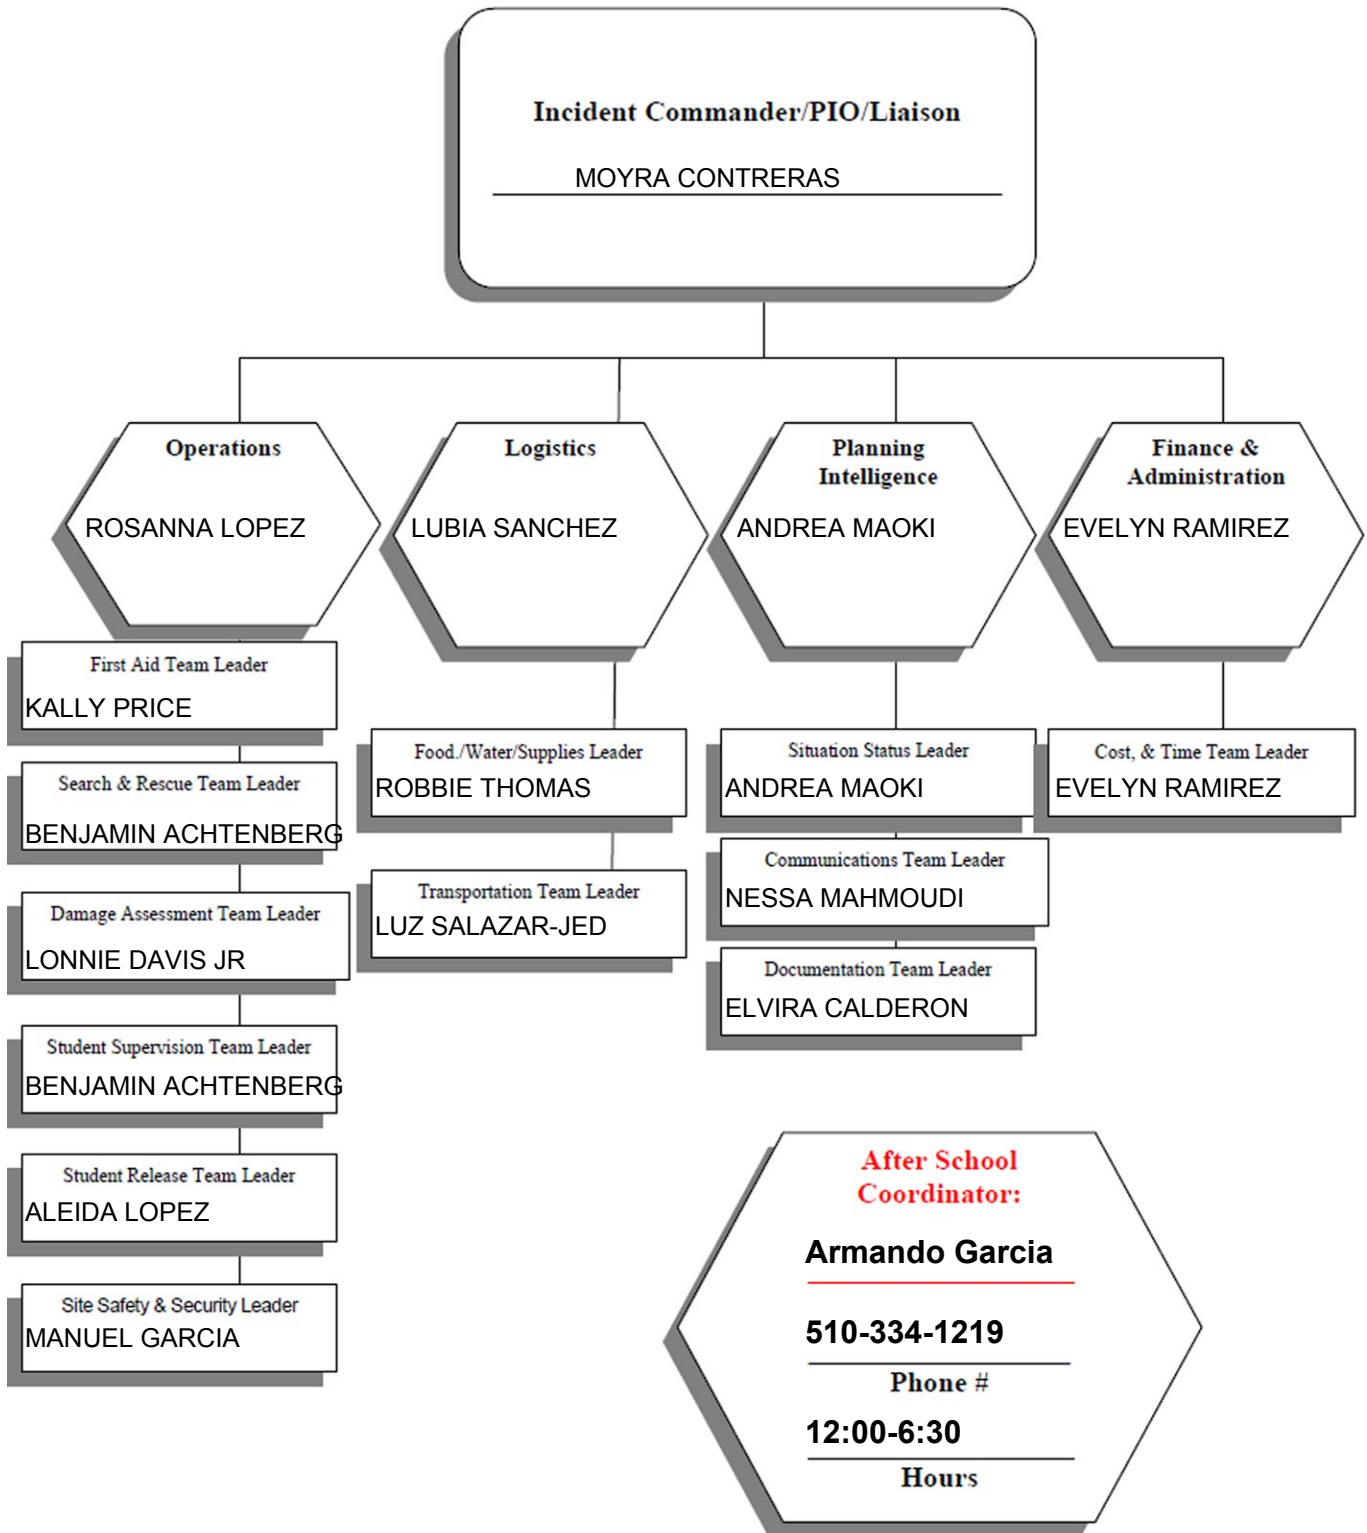 Incident Commander/PIO/Liaison
MOYRA CONTRERAS
Operations
ROSANNA LOPEZ
First Aid Team Leader
KALLY PRICE
Search & Rescue Team Leader
BENJAMIN ACHTENBERG
Damage Assessment Team Leader
LONNIE DAVIS JR
Student Supervision Team Leader
BENJAMIN ACHTENBERG
Student Release Team Leader
ALEIDA LOPEZ
Site Safety & Security Leader
MANUEL GARCIA
Logistics
LUBIA SANCHEZ
Food./Water/Supplies Leader
ROBBIE THOMAS
Transportation Team Leader
LUZ SALAZAR-JED
Planning
Intelligence
ANDREA MAOKI
Situation Status Leader
ANDREA MAOKI
Communications Team Leader
NESSA MAHMOUDI
Documentation Team Leader
ELVIRA CALDERON
Finance &
Administration
EVELYN RAMIREZ
Cost, & Time Team Leader
EVELYN RAMIREZ
After School
Coordinator:
Armando Garcia
510-334-1219
Phone #
12:00-6:30
Hours